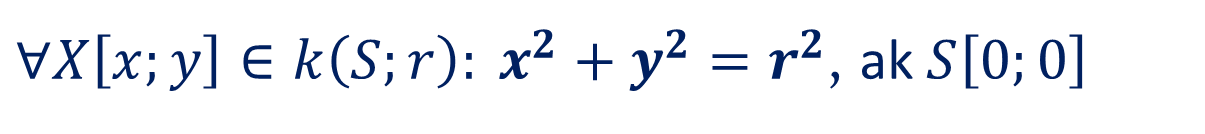 ∀X[x; y] ∈ k(S; r): x² + y² = r², ak S[0; 0]